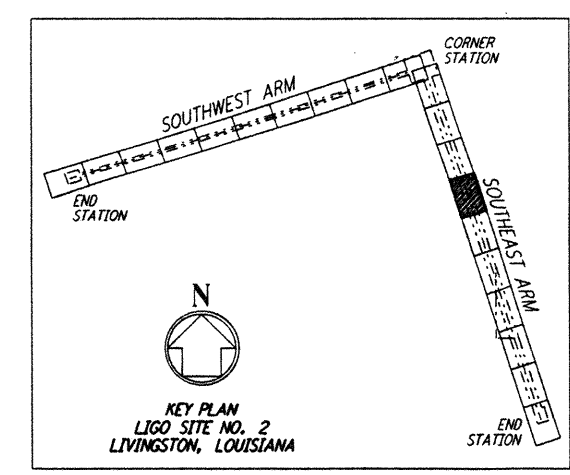 CORNER
STATION
SOUTHWEST ARM
END
STATION
SOUTHEAST ARM
N
KEY PLAN
LIGO SITE NO. 2
LIVINGSTON, LOUISIANA
END
STATION